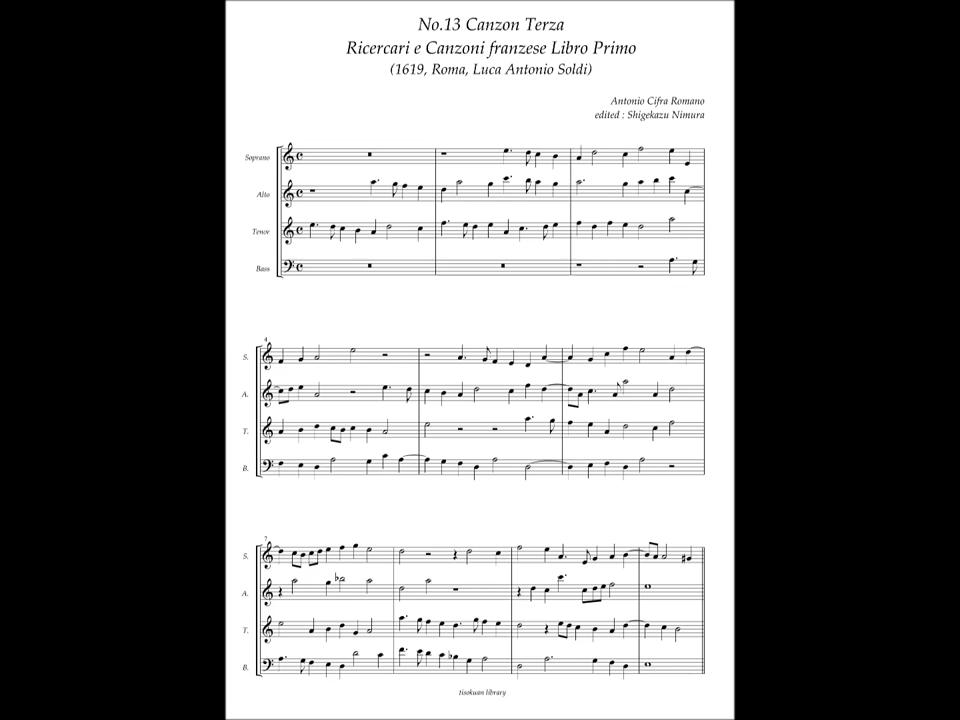 No.13 Canzon Terza
Ricercari e Canzoni franzese Libro Primo
(1619, Roma, Luca Antonio Soldi)
Antonio Cifra Romano
edited : Shigekazu Nimura
Soprano
Alto
Tenor
Bass
4
S.
A.
T.
B.
7
S.
A.
T.
B.
tisokuan library